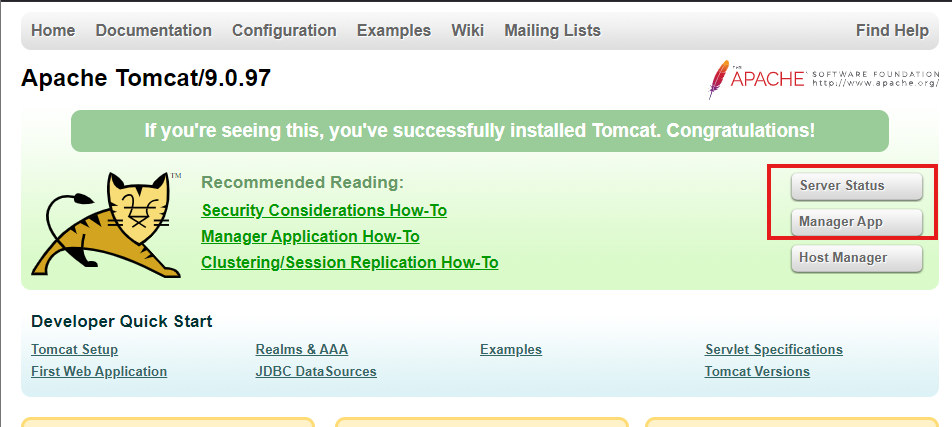 Home Documentation Configuration Examples Wiki Mailing Lists Find Help
Apache Tomcat/9.0.97
THE APACHE SOFTWARE FOUNDATION
http://www.apache.org/
If you're seeing this, you've successfully installed Tomcat. Congratulations!
TM
Recommended Reading:
Security Considerations How-To
Manager Application How-To
Clustering/Session Replication How-To
Server Status
Manager App
Host Manager
Developer Quick Start
Tomcat Setup
First Web Application
Realms & AAA
JDBC DataSources
Examples
Servlet Specifications
Tomcat Versions